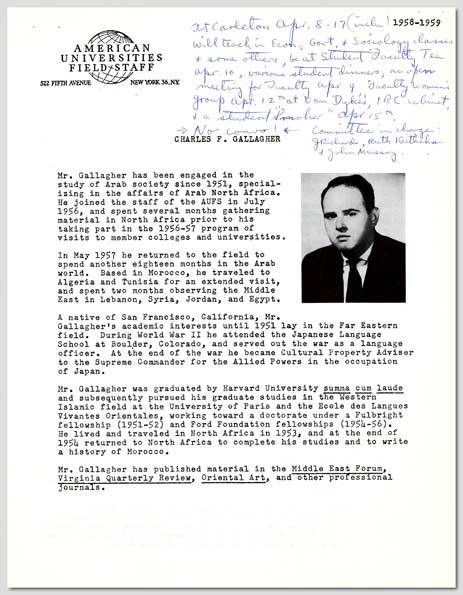 at Carleton Apr. 8-17 (incl.) 1958-1959
will teach in Econ, Govt, & Sociology classes
& some others, be at Student Faculty Tea
Apr. 10, various student dinners, an open
meeting for Faculty Apr 9, Faculty women's
group Apr. 12 at Van Dyke's, IRC cabinet,
& a student "smoker" Apr. 15
→ No convo! ← Committee in charge:
& John Massey.
AMERICAN
UNIVERSITIES
FIELD STAFF
522 FIFTH AVENUE NEW YORK 36, N.Y.
CHARLES F. GALLAGHER
Mr. Gallagher has been engaged in the
study of Arab society since 1951, special-
izing in the affairs of Arab North Africa.
He joined the staff of the AUFS in July
1956, and spent several months gathering
material in North Africa prior to his
taking part in the 1956-57 program of
visits to member colleges and universities.
In May 1957 he returned to the field to
spend another eighteen months in the Arab
world. Based in Morocco, he traveled to
Algeria and Tunisia for an extended visit,
and spent two months observing the Middle
East in Lebanon, Syria, Jordan, and Egypt.
A native of San Francisco, California, Mr.
Gallagher's academic interests until 1951 lay in the Far Eastern
field. During World War II he attended the Japanese Language
School at Boulder, Colorado, and served out the war as a language
officer. At the end of the war he became Cultural Property Adviser
to the Supreme Commander for the Allied Powers in the occupation
of Japan.
Mr. Gallagher was graduated by Harvard University summa cum laude
and subsequently pursued his graduate studies in the Western
Islamic field at the University of Paris and the Ecole des Langues
Vivantes Orientales, working toward a doctorate under a Fulbright
fellowship (1951-52) and Ford Foundation fellowships (1954-56).
He lived and traveled in North Africa in 1953, and at the end of
1954 returned to North Africa to complete his studies and to write
a history of Morocco.
Mr. Gallagher has published material in the Middle East Forum,
Virginia Quarterly Review, Oriental Art, and other professional
journals.